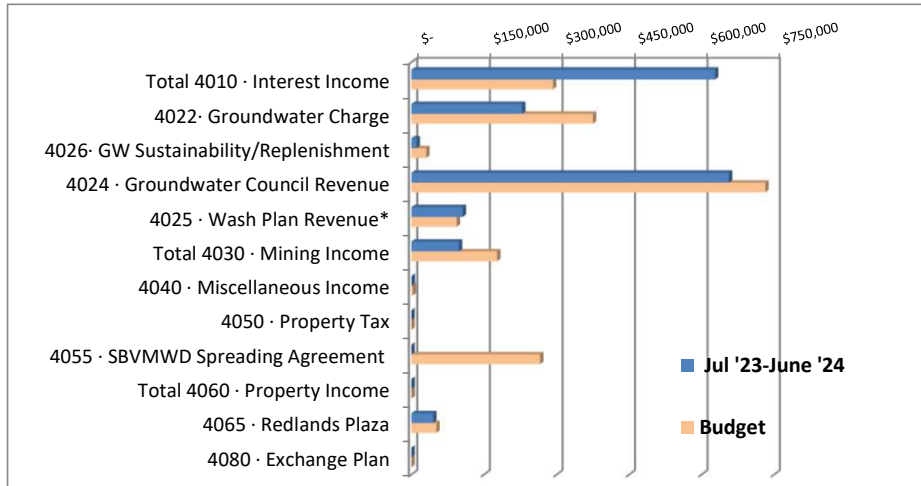 $-
$150,000
$300,000
$450,000
$600,000
$750,000
Total 4010 · Interest Income
4022· Groundwater Charge
4026· GW Sustainability/Replenishment
4024 · Groundwater Council Revenue
4025 · Wash Plan Revenue*
Total 4030 · Mining Income
4040 · Miscellaneous Income
4050 · Property Tax
4055 · SBVMWD Spreading Agreement
Total 4060 · Property Income
4065 · Redlands Plaza
4080 · Exchange Plan
Jul '23-June '24
Budget